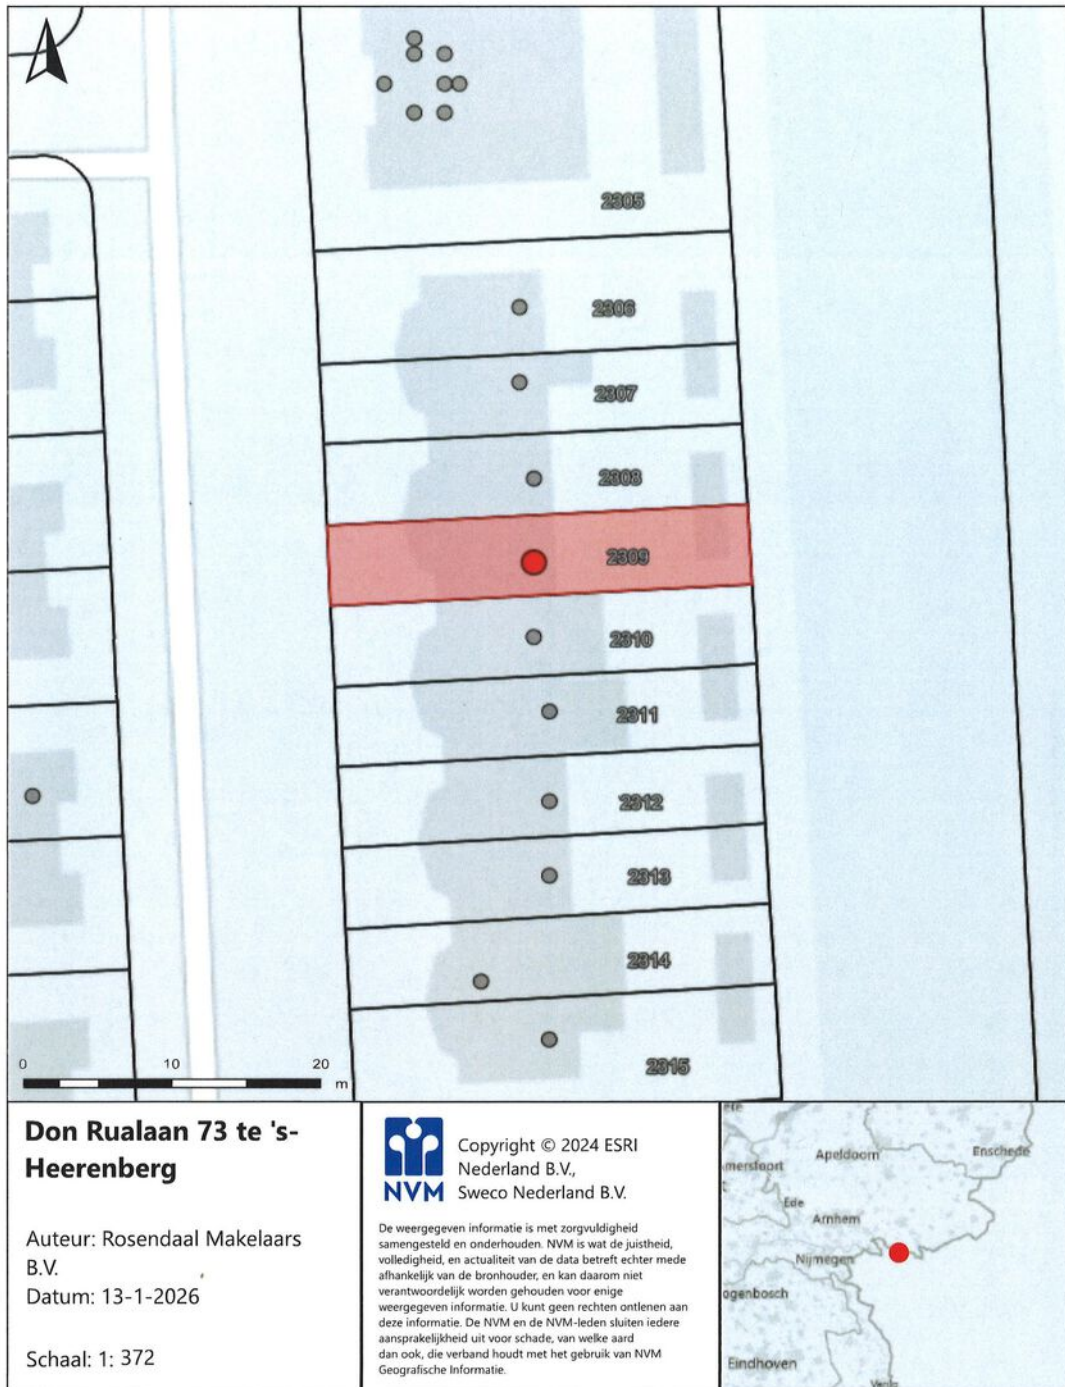 2305
2306
2307
2308
2309
2310
2311
2312
2313
2314
2315
0 10 20
m
Don Rualaan 73 te 's-
Heerenberg
Auteur: Rosendaal Makelaars
B.V.
Datum: 13-1-2026
Schaal: 1: 372
NVM
Copyright © 2024 ESRI
Nederland B.V.,
Sweco Nederland B.V.
De weergegeven informatie is met zorgvuldigheid
samengesteld en onderhouden. NVM is wat de juistheid,
volledigheid, en actualiteit van de data betreft echter mede
afhankelijk van de bronhouder, en kan daarom niet
verantwoordelijk worden gehouden voor enige
weergegeven informatie. U kunt geen rechten ontlenen aan
deze informatie. De NVM en de NVM-leden sluiten iedere
aansprakelijkheid uit voor schade, van welke aard
dan ook, die verband houdt met het gebruik van NVM
Geografische Informatie.
Apeldoorn
Enschede
mersfoort
Ede
Arnhem
Nijmegen
ogenbosch
Eindhoven